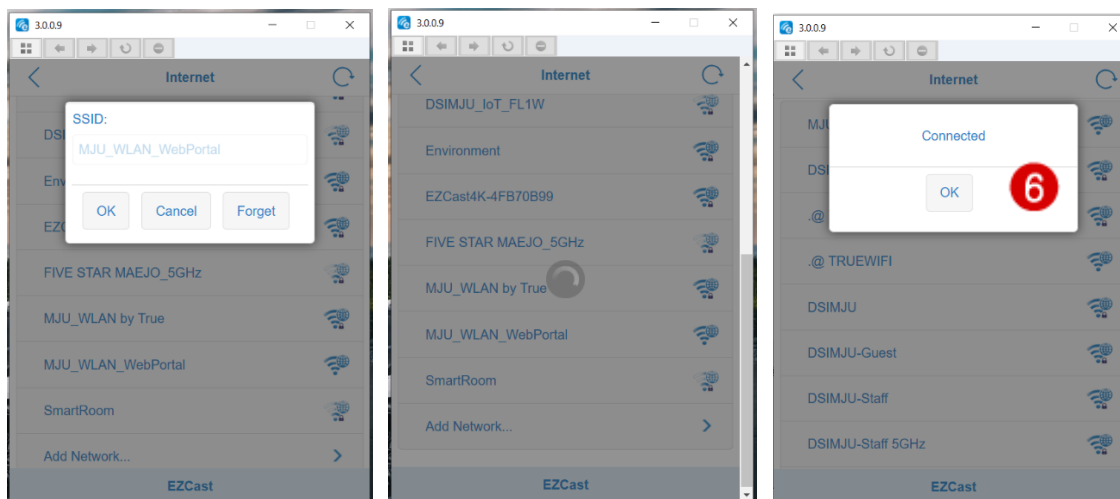 3.0.0.9
Internet
SSID:
MJU_WLAN_WebPortal
OK Cancel Forget
FIVE STAR MAEJO_5GHz
MJU_WLAN by True
MJU_WLAN_WebPortal
SmartRoom
Add Network...
EZCast
3.0.0.9
Internet
DSIMJU_IoT_FL1W
Environment
EZCast4K-4FB70B99
FIVE STAR MAEJO_5GHz
MJU_WLAN by True
MJU_WLAN_WebPortal
SmartRoom
Add Network...
EZCast
3.0.0.9
Internet
Connected
OK
6
.@
.@ TRUEWIFI
DSIMJU
DSIMJU-Guest
DSIMJU-Staff
DSIMJU-Staff 5GHz
EZCast